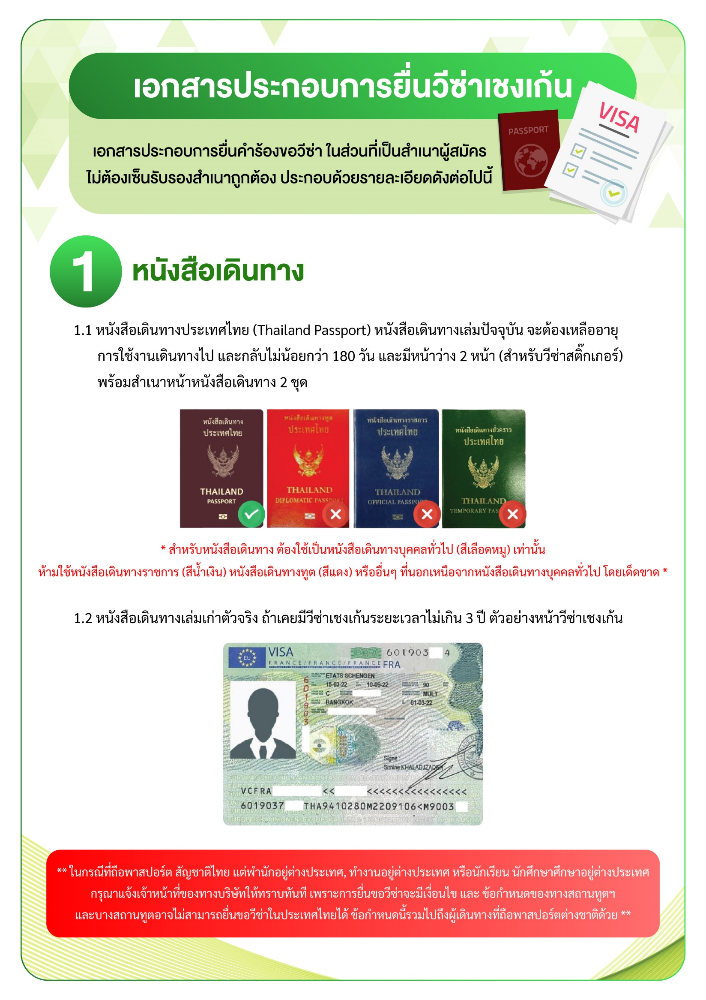 เอกสารประกอบการยื่นวีซ่าเชงเก้น
PASSPORT
VISA
เอกสารประกอบการยื่นคำร้องขอวีซ่า ในส่วนที่เป็นสำเนาผู้สมัคร
ไม่ต้องเซ็นรับรองสำเนาถูกต้อง ประกอบด้วยรายละเอียดดังต่อไปนี้
1 หนังสือเดินทาง
1.1 หนังสือเดินทางประเทศไทย (Thailand Passport) หนังสือเดินทางเล่มปัจจุบัน จะต้องเหลืออายุ
การใช้งานเดินทางไป และกลับไม่น้อยกว่า 180 วัน และมีหน้าว่าง 2 หน้า (สำหรับวีซ่าสติ๊กเกอร์)
พร้อมสำเนาหน้าหนังสือเดินทาง 2 ชุด
หนังสือเดินทาง
ประเทศไทย
THAILAND
PASSPORT
หนังสือเดินทางทูต
ประเทศไทย
THAILAND
DIPLOMATIC PASSPORT
หนังสือเดินทางราชการ
ประเทศไทย
THAILAND
OFFICIAL PASSPO
หนังสือเดินทางชั่วคราว
ประเทศไทย
THAILAND
TEMPORARY PAS
* สำหรับหนังสือเดินทาง ต้องใช้เป็นหนังสือเดินทางบุคคลทั่วไป (สีเลือดหมู) เท่านั้น
ห้ามใช้หนังสือเดินทางราชการ (สีน้ำเงิน) หนังสือเดินทางทูต (สีแดง) หรืออื่นๆ ที่นอกเหนือจากหนังสือเดินทางบุคคลทั่วไป โดยเด็ดขาด *
1.2 หนังสือเดินทางเล่มเก่าตัวจริง ถ้าเคยมีวีซ่าเชงเก้นระยะเวลาไม่เกิน 3 ปี ตัวอย่างหน้าวีซ่าเชงเก้น
EU
VISA
FRA
601903 4
FRANCE/FRANCE/FRANCE FRA
ETATS SCHENGEN
15-03-22 10-09-22 90
C MULT
BANGKOK 01-03-22
601903
Signé
Simine KHALADJZADEH
VCFRA << <<<<<<<<<<<<<<<<
6019037 THA9410280M2209106<M9003
** ในกรณีที่ถือพาสปอร์ต สัญชาติไทย แต่พำนักอยู่ต่างประเทศ, ทำงานอยู่ต่างประเทศ หรือนักเรียน นักศึกษาศึกษาอยู่ต่างประเทศ
กรุณาแจ้งเจ้าหน้าที่ของทางบริษัทให้ทราบทันที เพราะการยื่นขอวีซ่าจะมีเงื่อนไข และ ข้อกำหนดของทางสถานทูตฯ
และบางสถานทูตอาจไม่สามารถยื่นขอวีซ่าในประเทศไทยได้ ข้อกำหนดนี้รวมไปถึงผู้เดินทางที่ถือพาสปอร์ตต่างชาติด้วย **